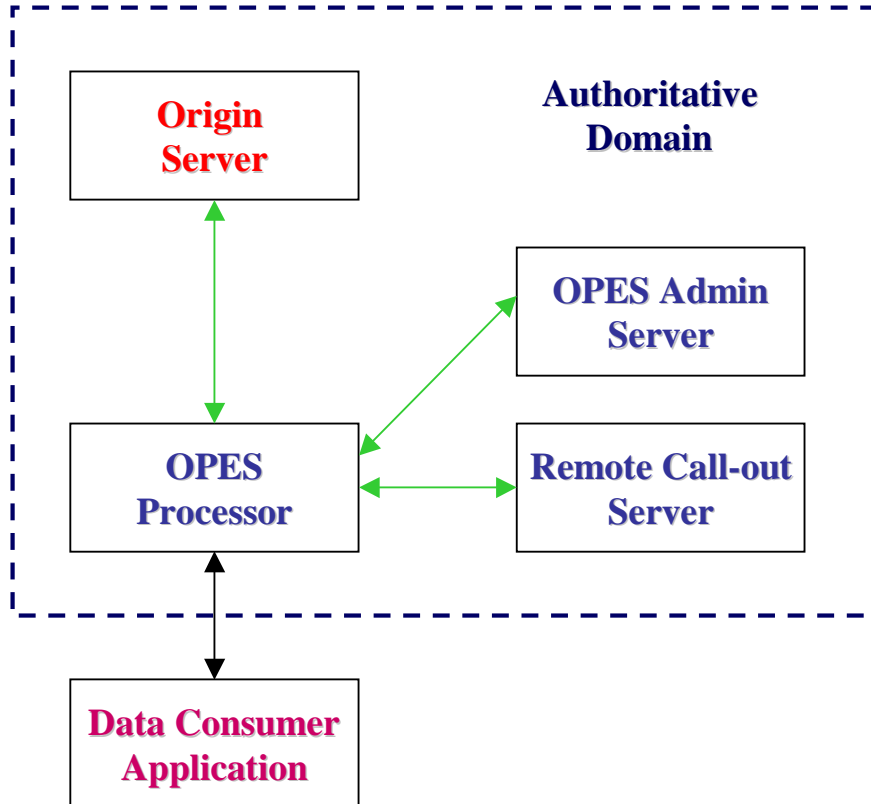 Origin
Server
Authoritative
Domain
OPES Admin
Server
OPES
Processor
Remote Call-out
Server
Data Consumer
Application